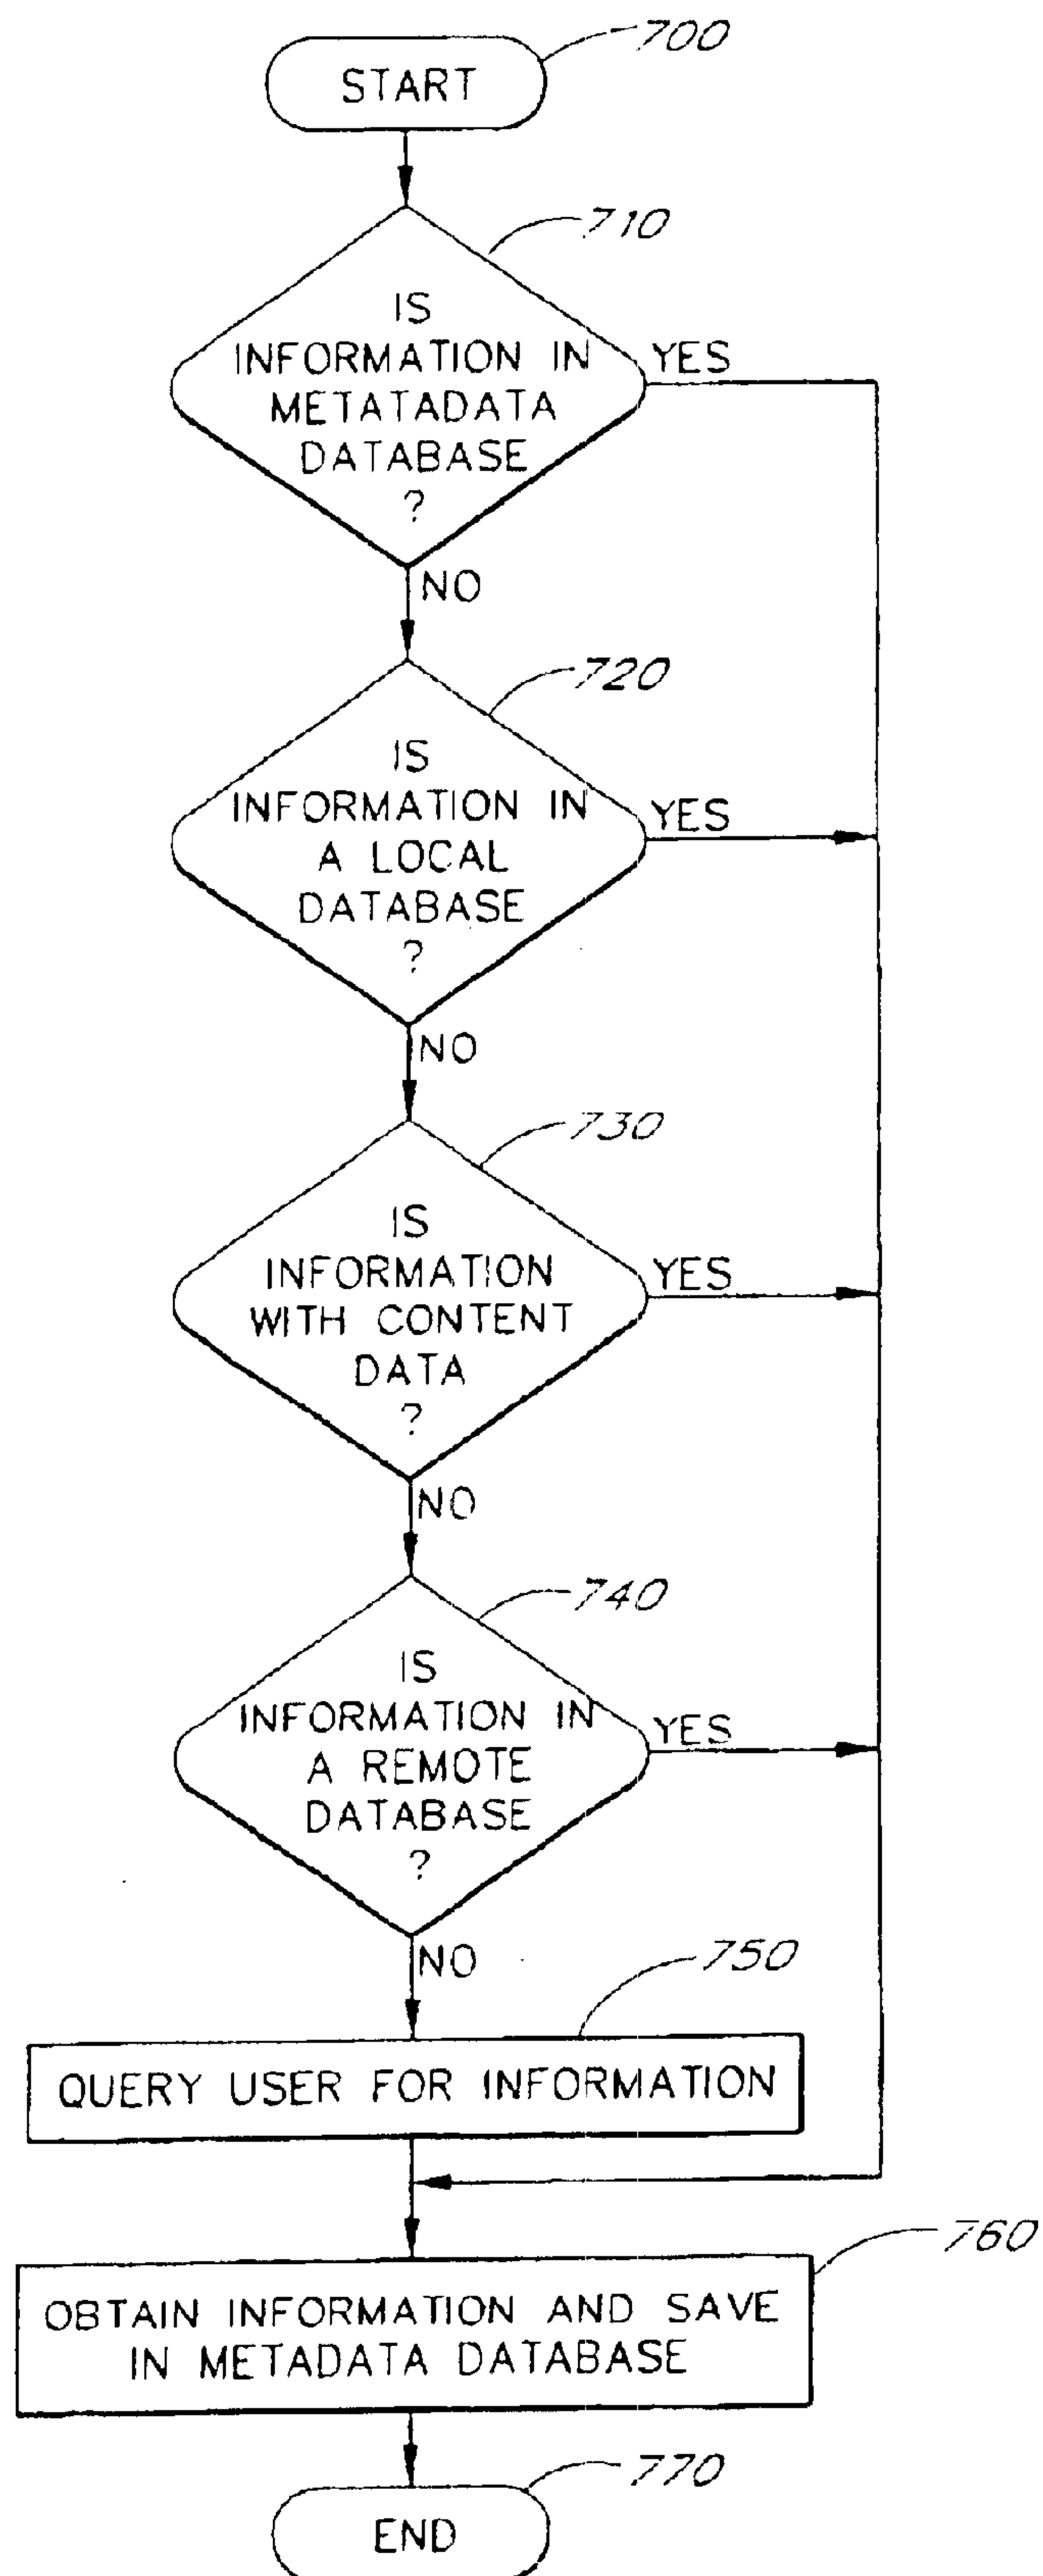 700
START
710
IS
INFORMATION IN
METATADATA
DATABASE
?
YES
NO
720
IS
INFORMATION IN
A LOCAL
DATABASE
?
YES
NO
730
IS
INFORMATION
WITH CONTENT
DATA
?
YES
NO
740
IS
INFORMATION IN
A REMOTE
DATABASE
?
YES
NO
750
QUERY USER FOR INFORMATION
760
OBTAIN INFORMATION AND SAVE
IN METADATA DATABASE
770
END